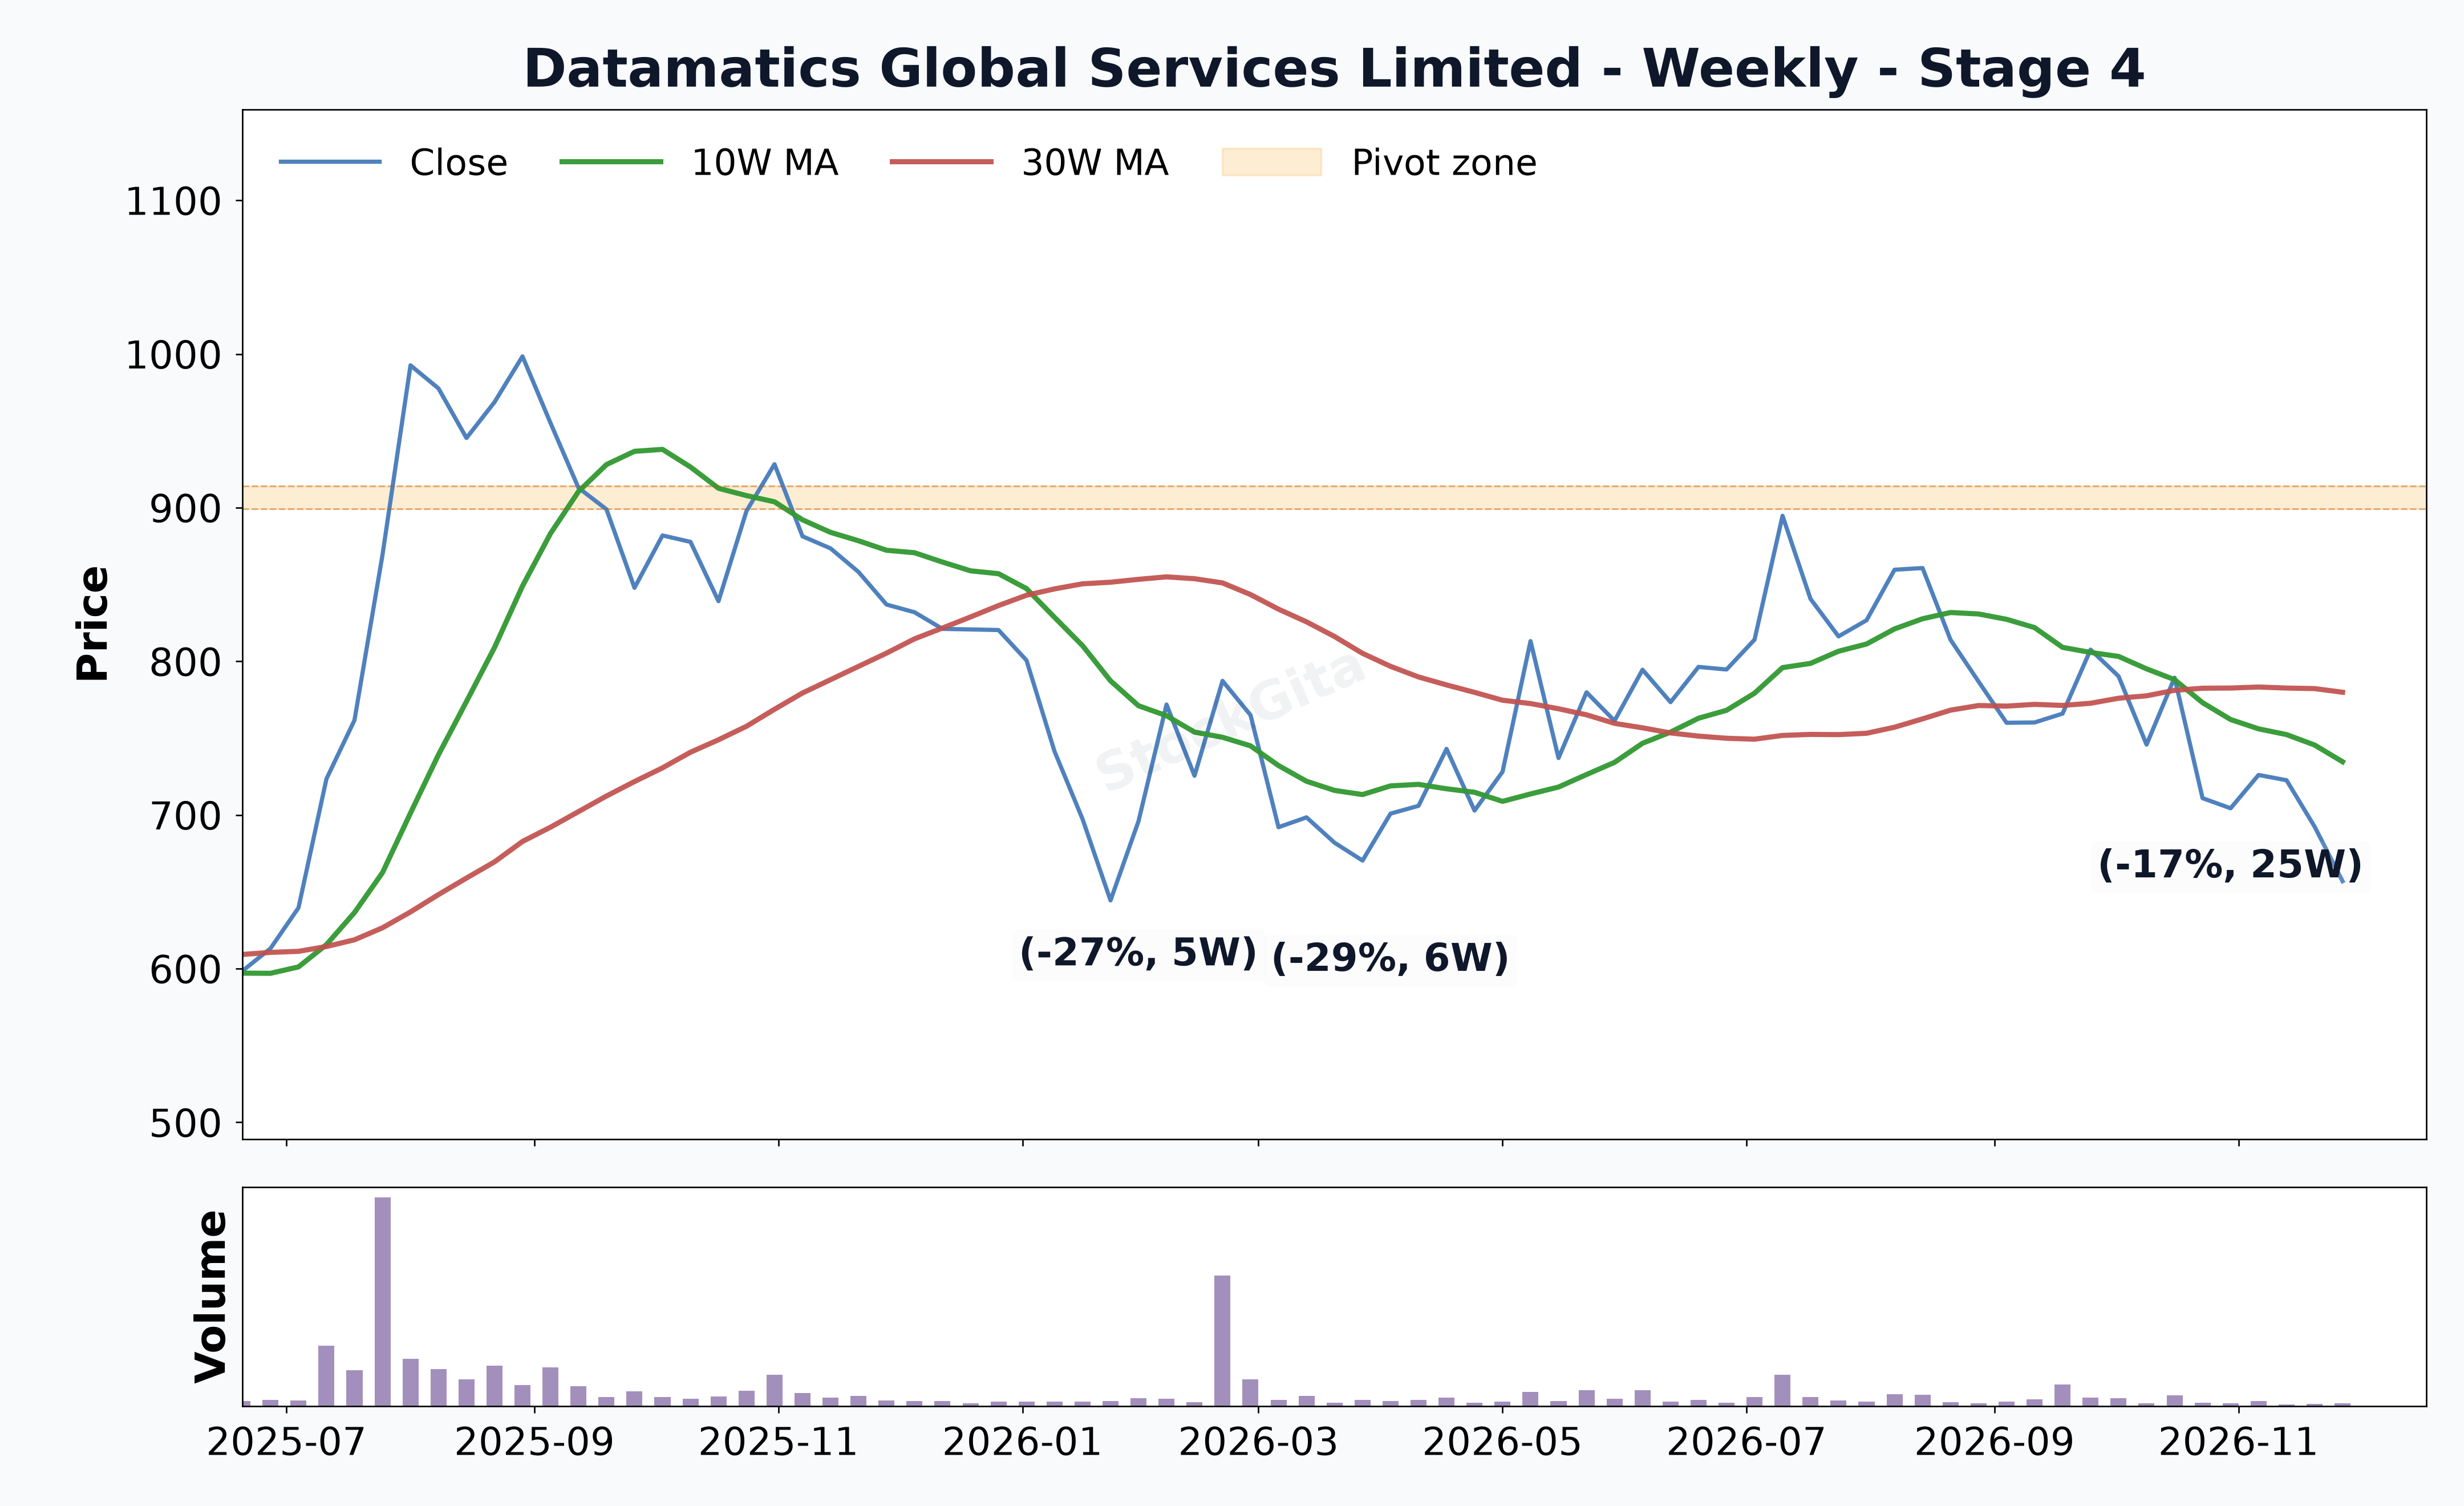 Datamatics Global Services Limited - Weekly - Stage 4
Close 10W MA 30W MA Pivot zone
1100
1000
900
800
700
600
500
Price
StockGita
(-27%, 5W)
(-29%, 6W)
(-17%, 25W)
Volume
2025-07 2025-09 2025-11 2026-01 2026-03 2026-05 2026-07 2026-09 2026-11